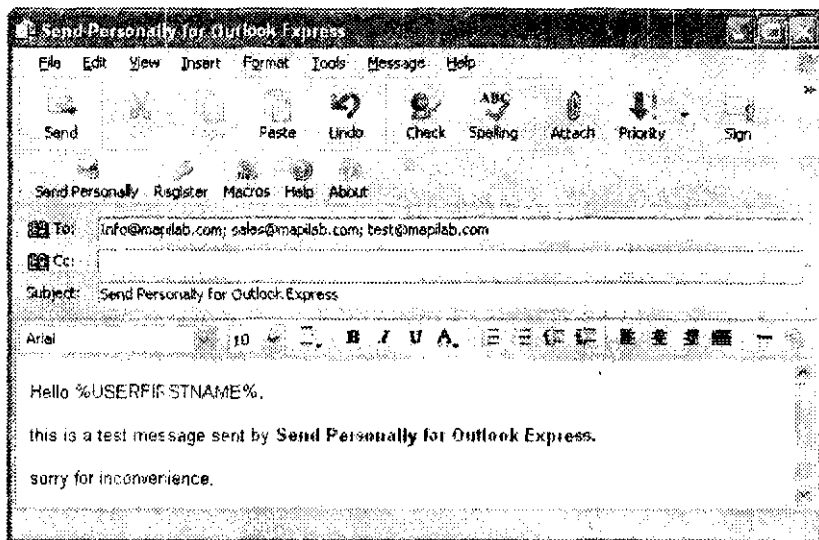 Send Personally for Outlook Express
File Edit View Insert Format Tools Message Help
Send Paste Undo Check Spelling Attach Priority Sign
Send Personally Register Macros Help About
To: info@mapilab.com; sales@mapilab.com; test@mapilab.com
Cc:
Subject: Send Personally for Outlook Express
Arial 10 B I U A
Hello %USERFIRSTNAME%,
this is a test message sent by Send Personally for Outlook Express.
sorry for inconvenience.